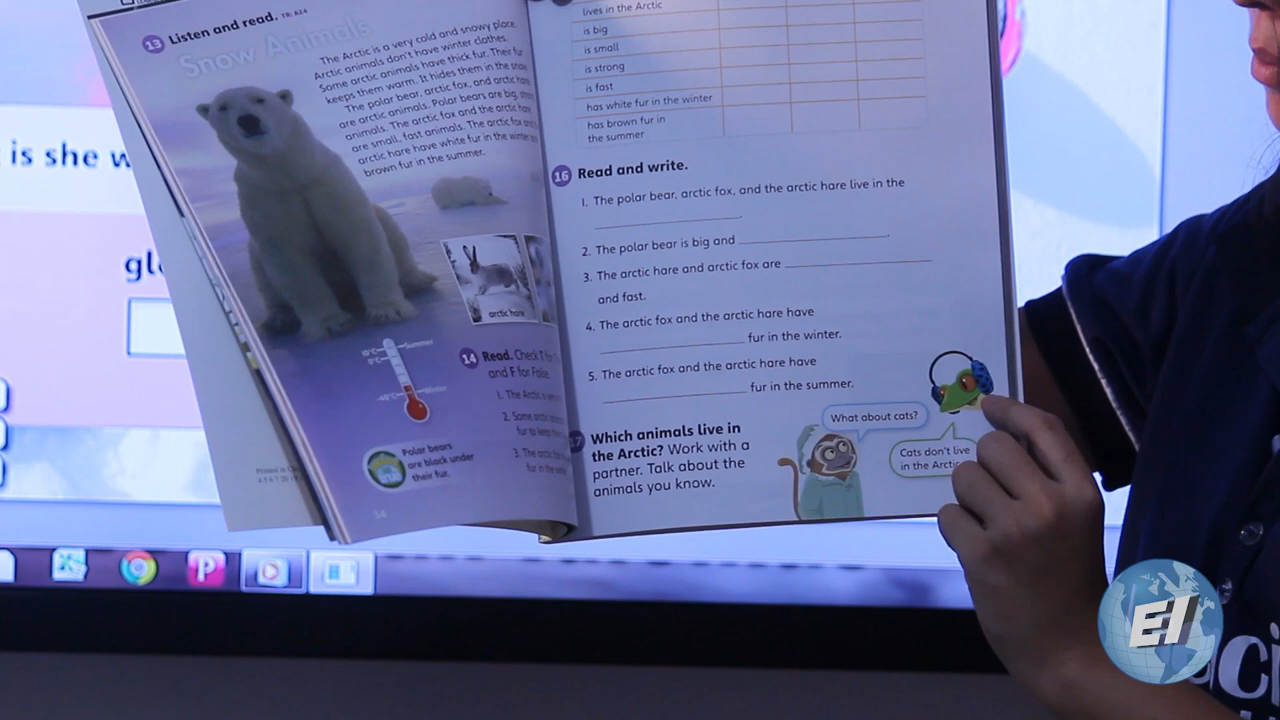 is she w
gl
13 Listen and read. TR: A24
Snow Animals
The Arctic is a very cold and snowy place.
Arctic animals don't have winter clothes.
Some arctic animals have thick fur. Their fur
keeps them warm. It hides them in the snow.
The polar bear, arctic fox, and arctic hare
are arctic animals. Polar bears are big, strong
animals. The arctic fox and the arctic hare
are small, fast animals. The arctic fox and
arctic hare have white fur in the winter
brown fur in the summer.
arctic hare
10°C
0°C
Summer
-40°C
Winter
Polar bears
are black under
their fur.
34
14 Read. Check T for
and F for False.
1. The Arctic is
2. Some arctic
fur to keep
3. The arctic
fur in the
lives in the Arctic
is big
is small
is strong
is fast
has white fur in the winter
has brown fur in
the summer
16 Read and write.
1. The polar bear, arctic fox, and the arctic hare live in the
.
2. The polar bear is big and .
3. The arctic hare and arctic fox are
and fast.
4. The arctic fox and the arctic hare have
fur in the winter.
5. The arctic fox and the arctic hare have
fur in the summer.
17 Which animals live in
the Arctic? Work with a
partner. Talk about the
animals you know.
What about cats?
Cats don't live
in the Arctic
EI